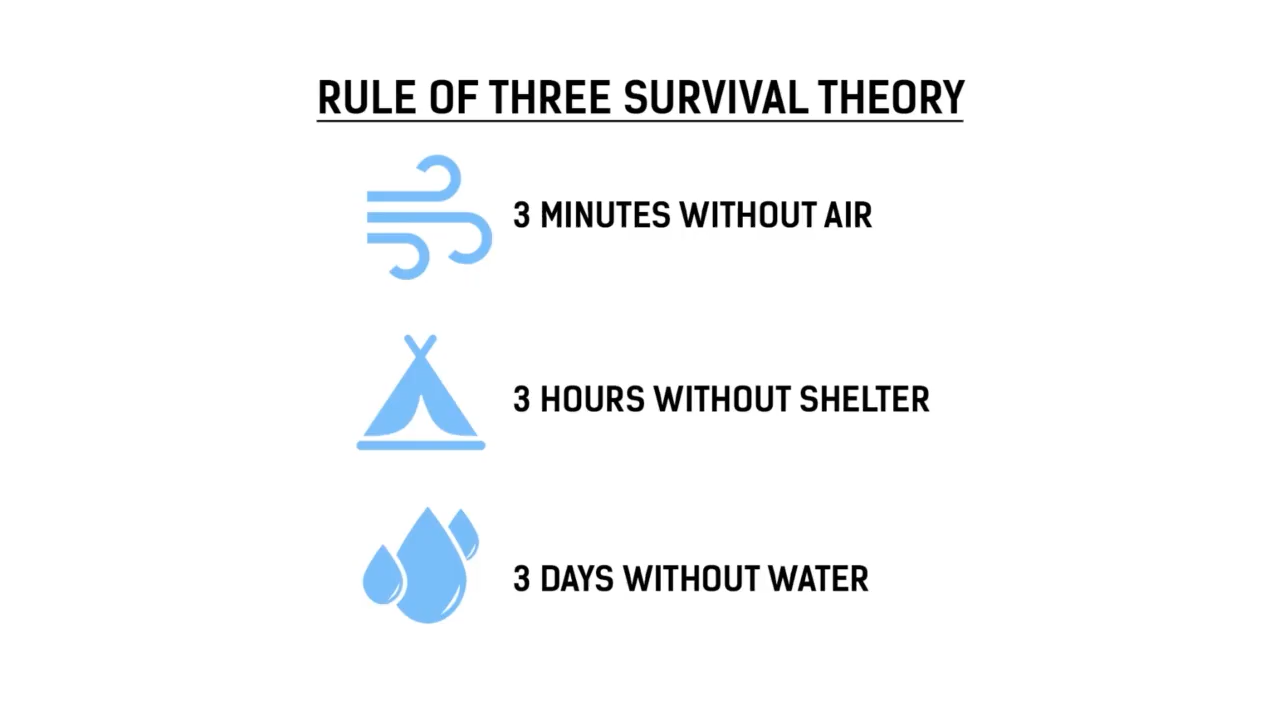 RULE OF THREE SURVIVAL THEORY
3 MINUTES WITHOUT AIR
3 HOURS WITHOUT SHELTER
3 DAYS WITHOUT WATER